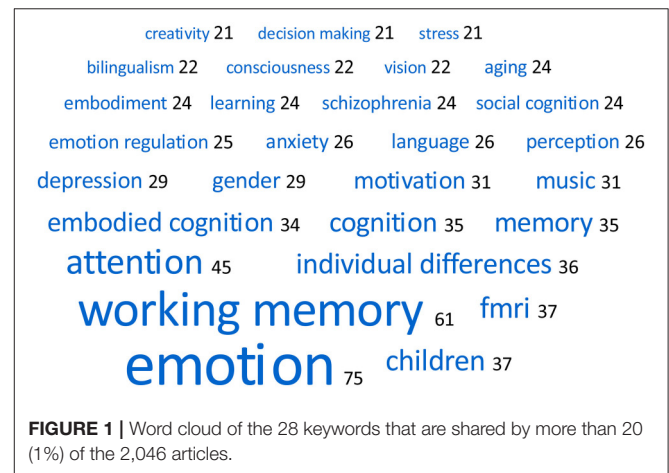 creativity 21 decision making 21 stress 21
bilingualism 22 consciousness 22 vision 22 aging 24
embodiment 24 learning 24 schizophrenia 24 social cognition 24
emotion regulation 25 anxiety 26 language 26 perception 26
depression 29 gender 29 motivation 31 music 31
embodied cognition 34 cognition 35 memory 35
attention 45 individual differences 36
working memory 61 fmri 37
emotion 75 children 37
FIGURE 1 | Word cloud of the 28 keywords that are shared by more than 20
(1%) of the 2,046 articles.